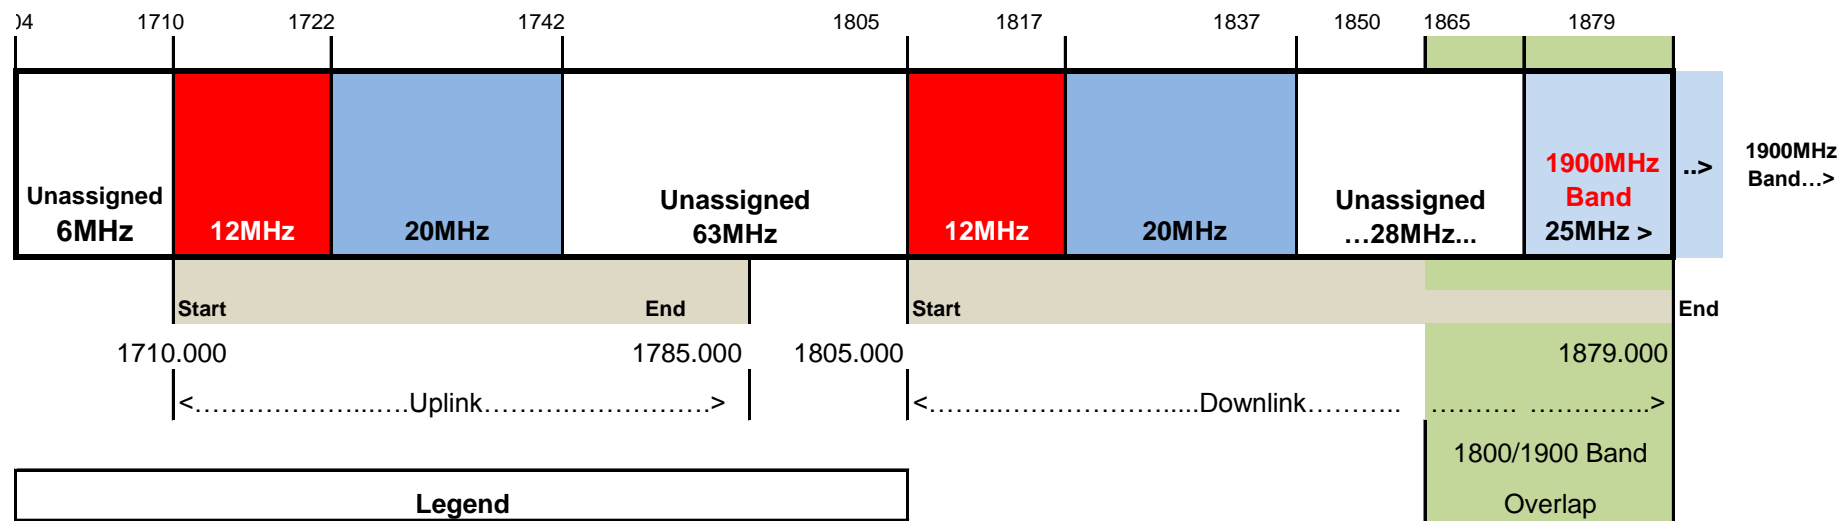 04 1710 1722 1742 1805 1817 1837 1850 1865 1879
Unassigned
6MHz
12MHz
20MHz
Unassigned
63MHz
12MHz
20MHz
Unassigned
...28MHz...
1900MHz
Band
25MHz >
..>
1900MHz
Band...>
Start End Start End
1710.000 1785.000 1805.000 1879.000
<.......................Uplink.............................>
<................................Downlink........... .......... ..............>
1800/1900 Band
Overlap
Legend